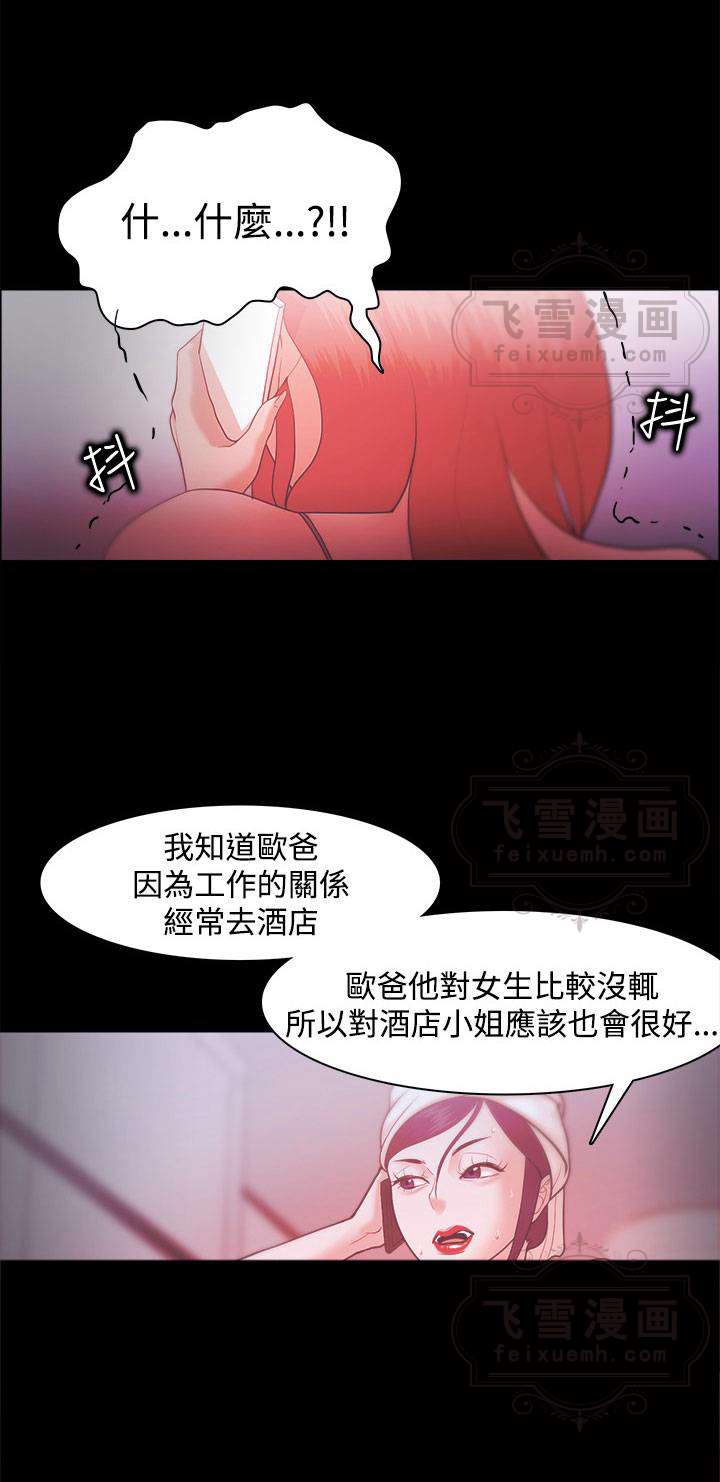 什...什麼...?!!
飞雪漫画
feixuemh.com
抖
抖
飞雪漫画
feixuemh.com
我知道歐爸
因為工作的關係
經常去酒店
歐爸他對女生比較沒輒
所以對酒店小姐應該也會很好...
飞雪漫画
feixuemh.com